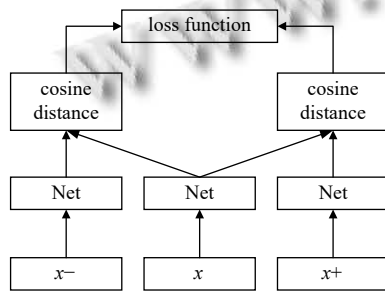 loss function
cosine
distance
cosine
distance
Net
Net
Net
x−
x
x+